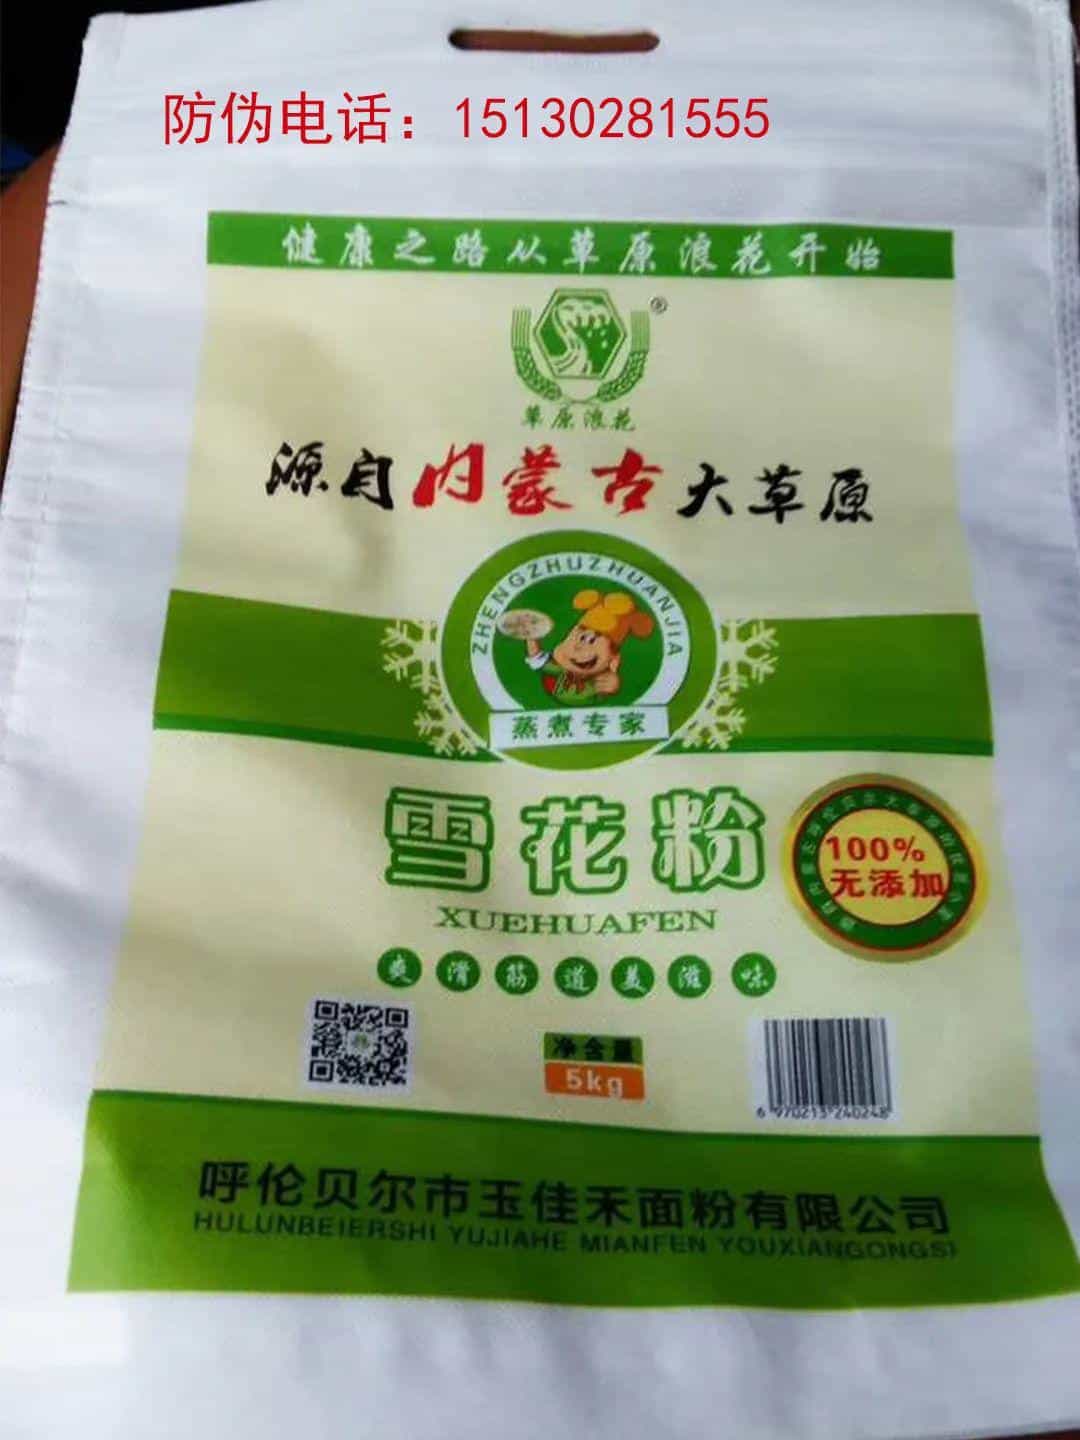 防伪电话：15130281555
健康之路从草原浪花开始
®
草原浪花
源自内蒙古大草原
ZHENGZHUZHUANJIA
蒸煮专家
雪花粉
100%
无添加
XUEHUAFEN
爽滑筋道美滋味
净含量
5kg
6 970213 240248
呼伦贝尔市玉佳禾面粉有限公司
HULUNBEIERSHI YUJIAHE MIANFEN YOUXIANGONGSI